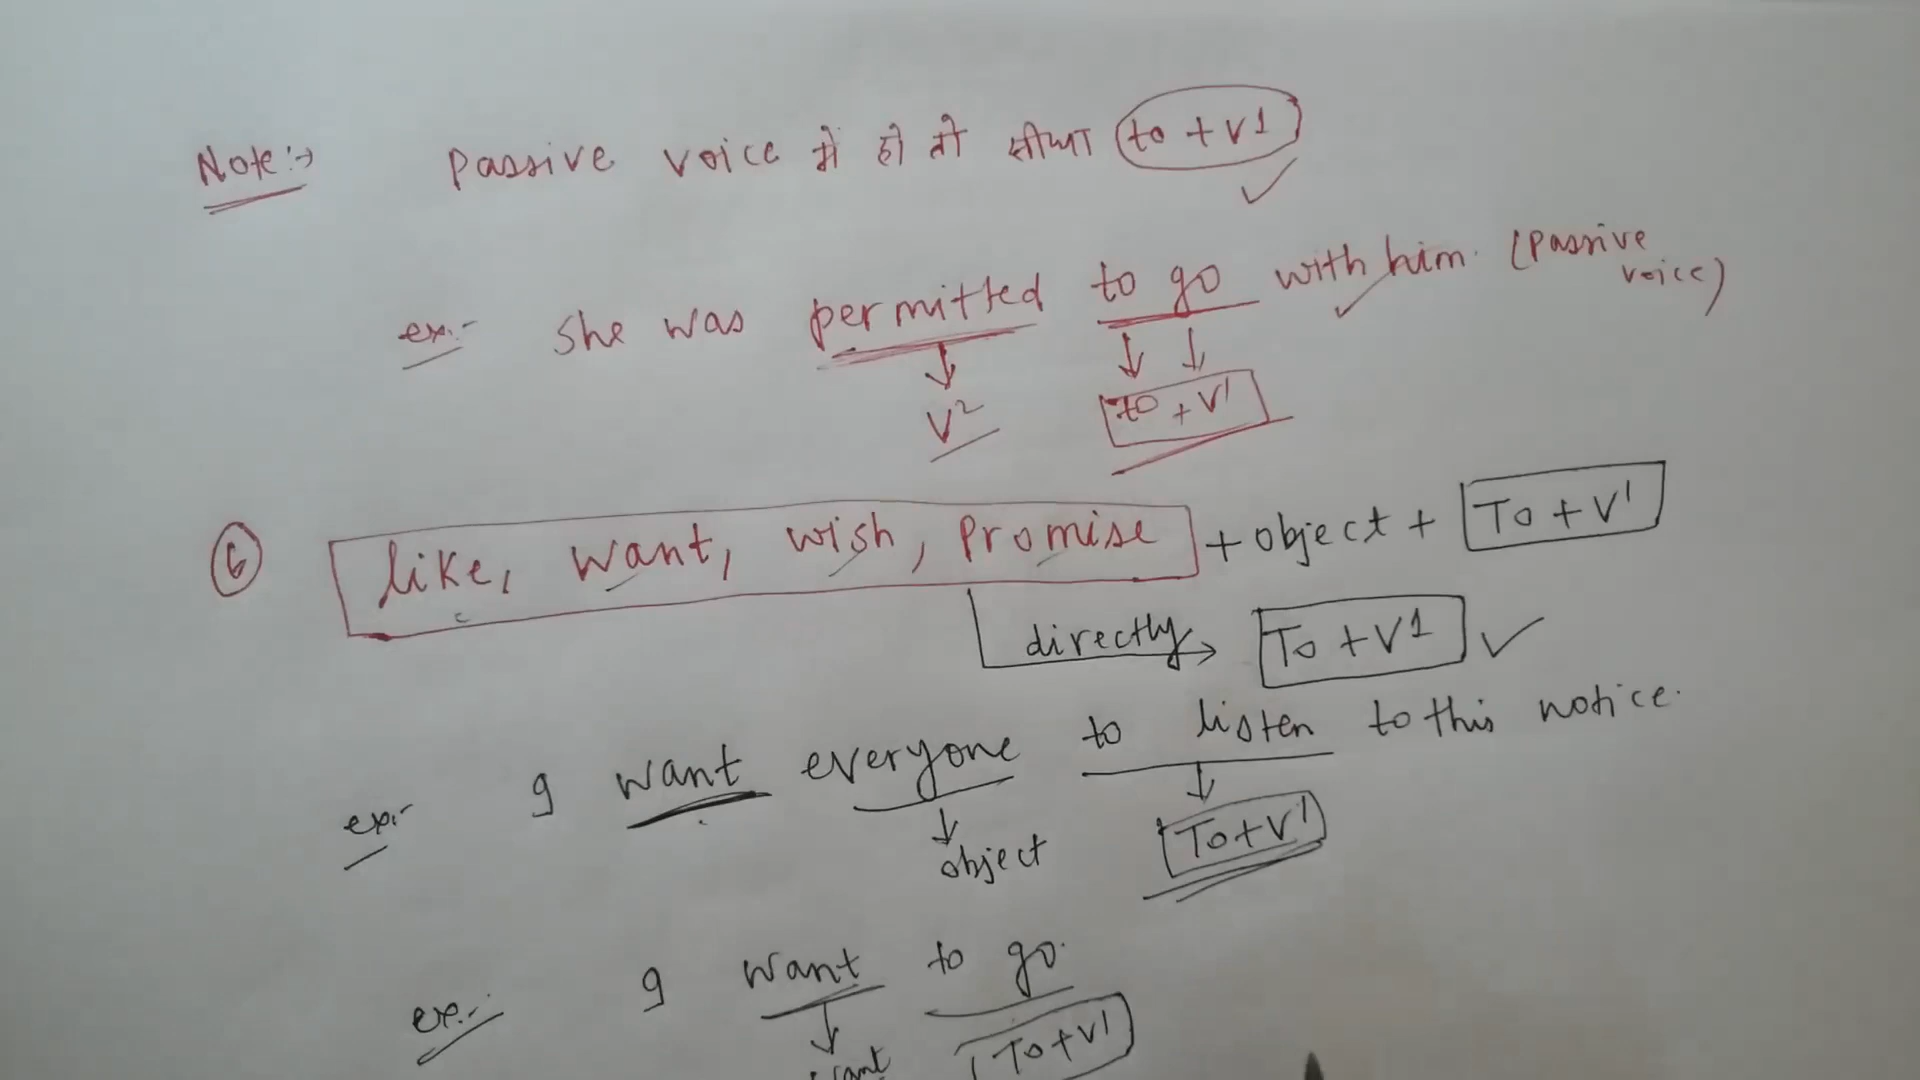 Note:→ Passive voice में हो तो सीधा to + V1
ex:- She was permitted to go with him. (Passive voice)
V² to + V¹
⑥ like, want, wish, Promise + object + To + V¹
directly → To + V1
ex:- I want everyone to listen to this notice.
object To+V¹
ex:- I want to go.
To+V¹